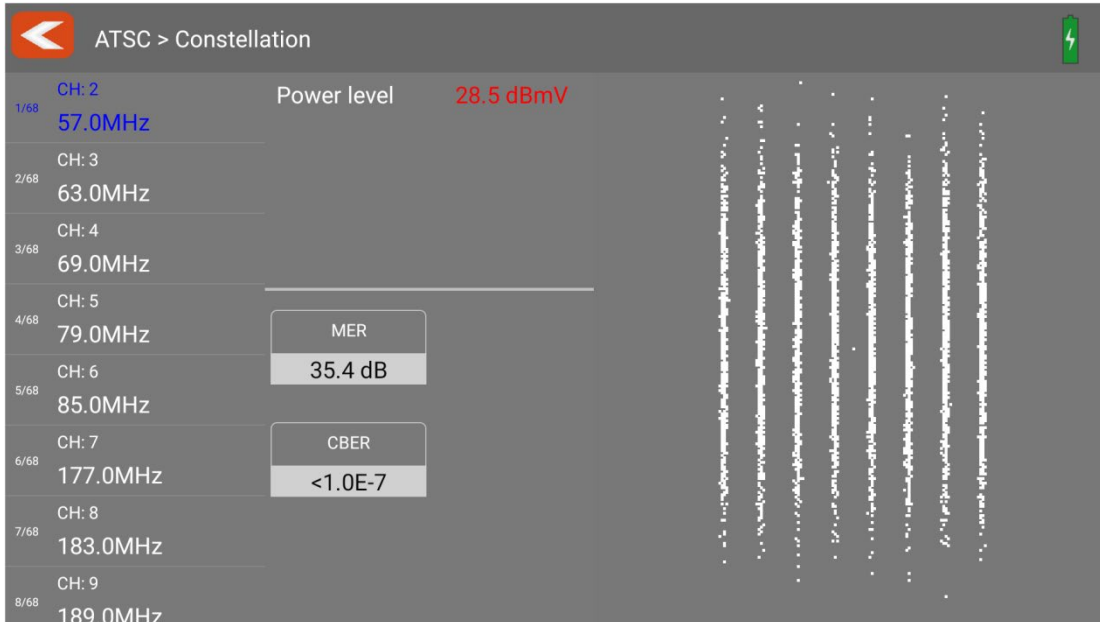 ATSC > Constellation
1/68
CH: 2
57.0MHz
2/68
CH: 3
63.0MHz
3/68
CH: 4
69.0MHz
4/68
CH: 5
79.0MHz
5/68
CH: 6
85.0MHz
6/68
CH: 7
177.0MHz
7/68
CH: 8
183.0MHz
8/68
CH: 9
189.0MHz
Power level 28.5 dBmV
MER
35.4 dB
CBER
<1.0E-7